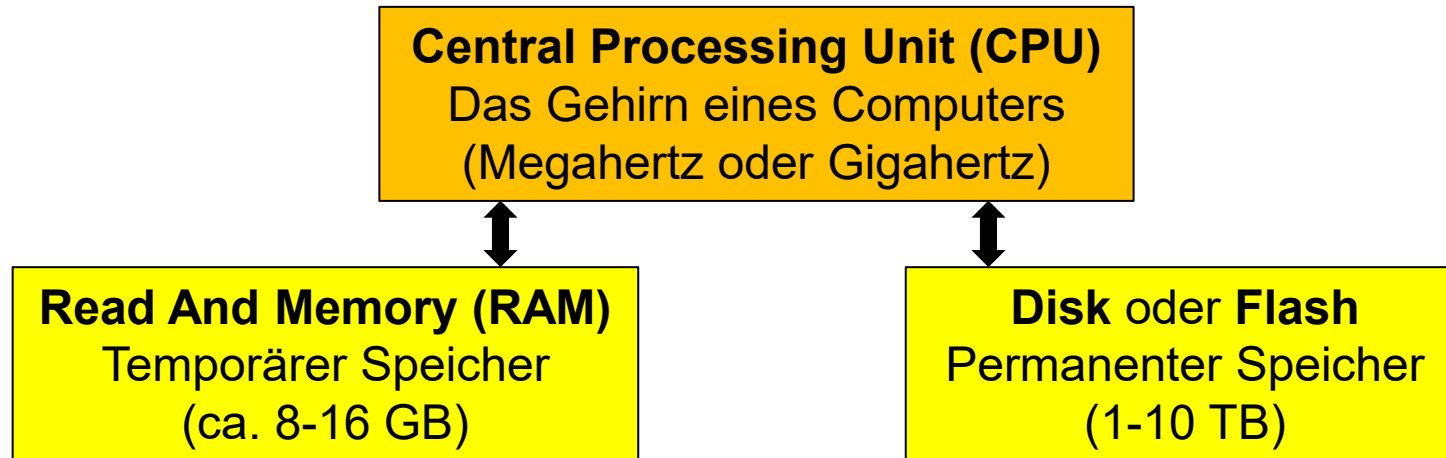 Central Processing Unit (CPU)
Das Gehirn eines Computers
(Megahertz oder Gigahertz)
Read And Memory (RAM)
Temporärer Speicher
(ca. 8-16 GB)
Disk oder Flash
Permanenter Speicher
(1-10 TB)